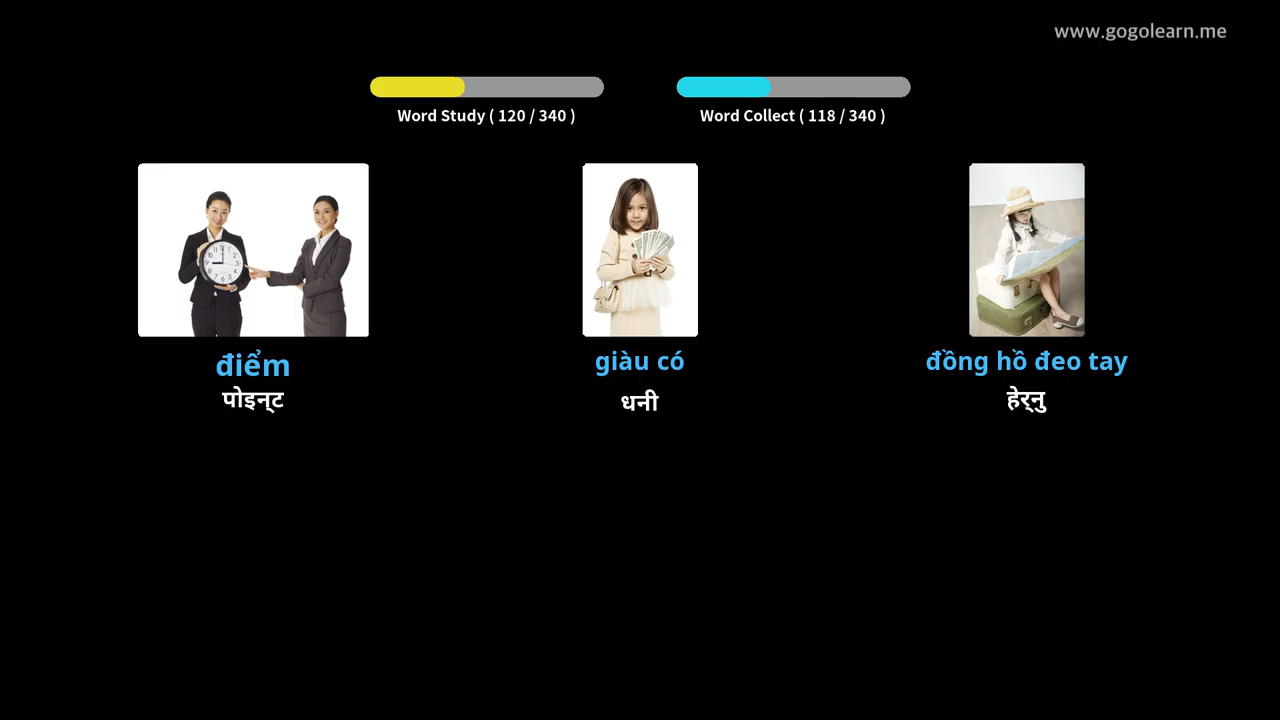 www.gogolearn.me
Word Study ( 120 / 340 )
Word Collect ( 118 / 340 )
điểm
giàu có
đồng hồ đeo tay
पोइन्ट
धनी
हेर्नु